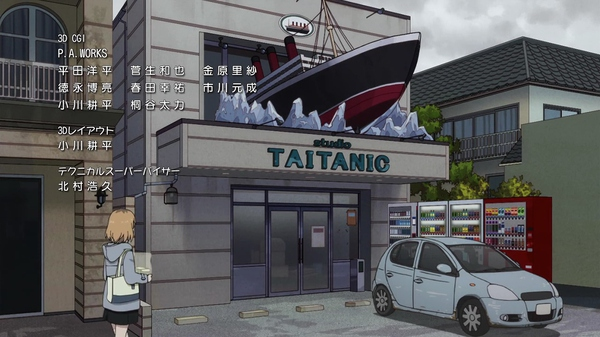 3D CGI
P.A.WORKS
平田洋平　菅生和也　金原里紗
徳永博亮　春田幸祐　市川元成
小川耕平　桐谷太力
3Dレイアウト
小川耕平
テクニカルスーパーバイザー
北村浩久
studio
TAITANIC